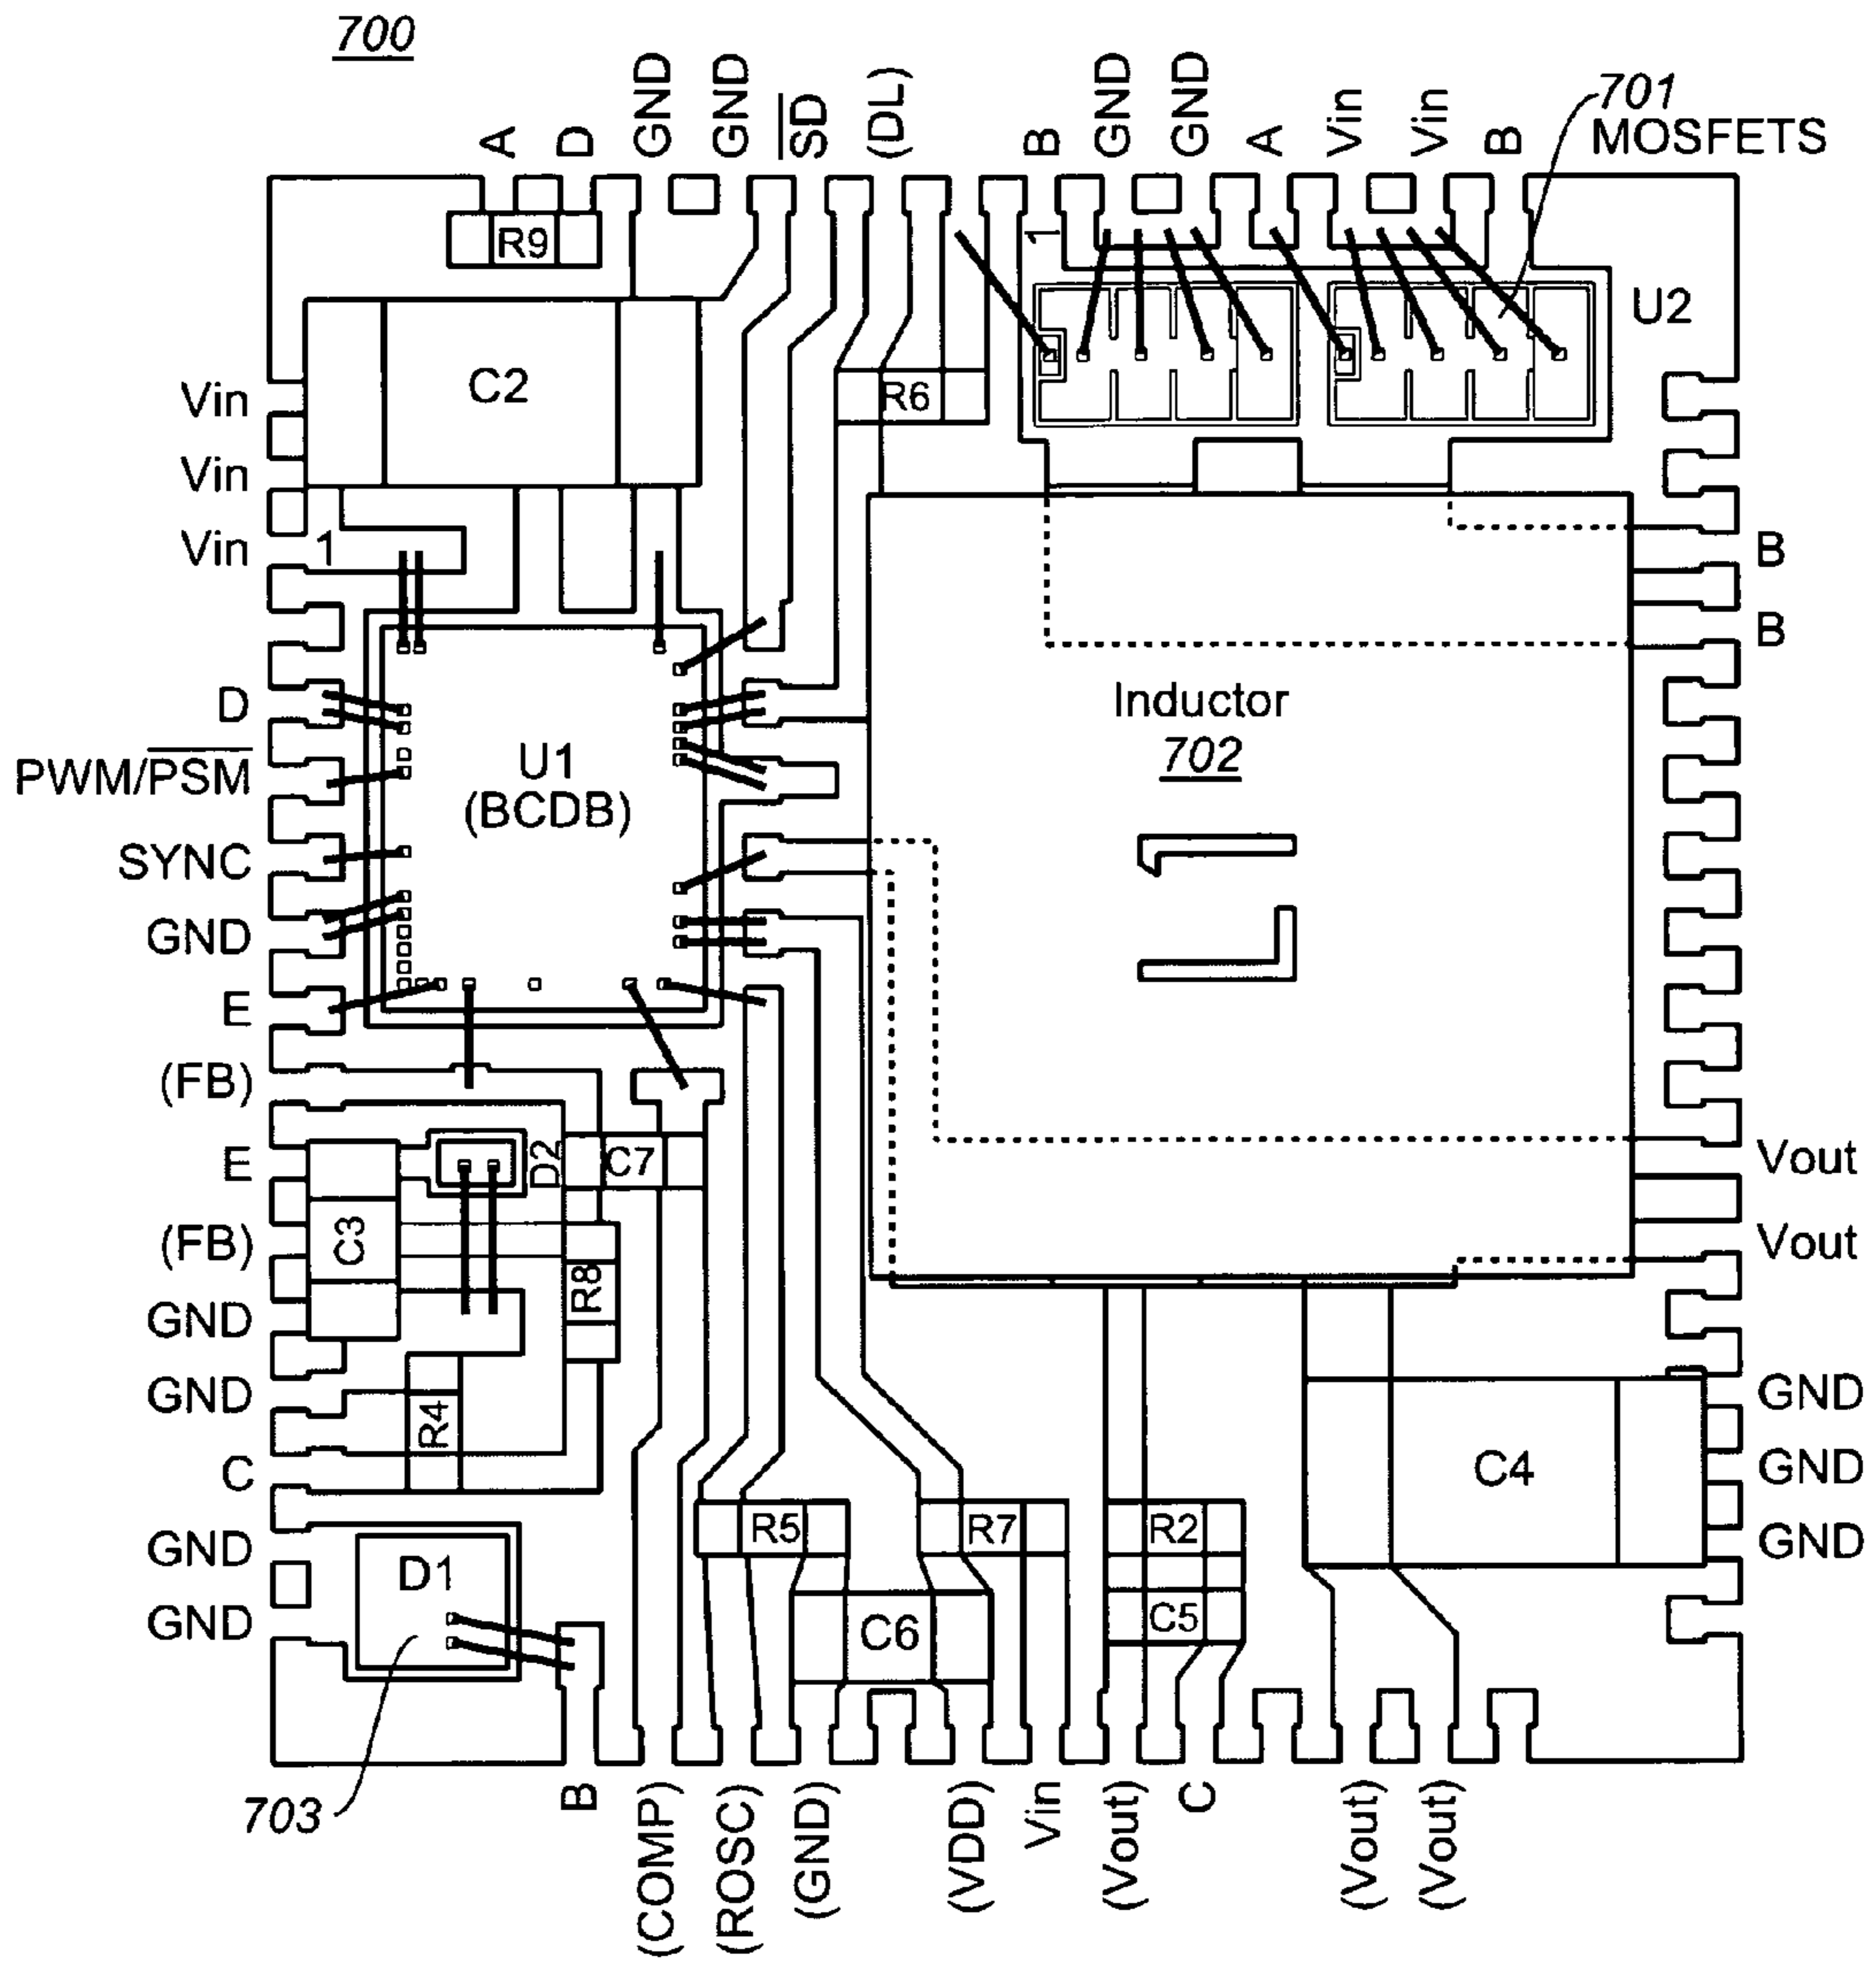 700
A
D
GND
GND
SD
(DL)
B
GND
GND
A
Vin
Vin
B
701
MOSFETS
R9
1
U2
C2
R6
Vin
Vin
Vin
1
B
B
D
PWM/PSM
SYNC
GND
E
(FB)
E
(FB)
GND
GND
C
GND
GND
U1
(BCDB)
Inductor
702
L1
D2
C7
C3
R8
R4
Vout
Vout
GND
GND
GND
C4
R5
R7
R2
C5
C6
D1
703
B
(COMP)
(ROSC)
(GND)
(VDD)
Vin
(Vout)
C
(Vout)
(Vout)